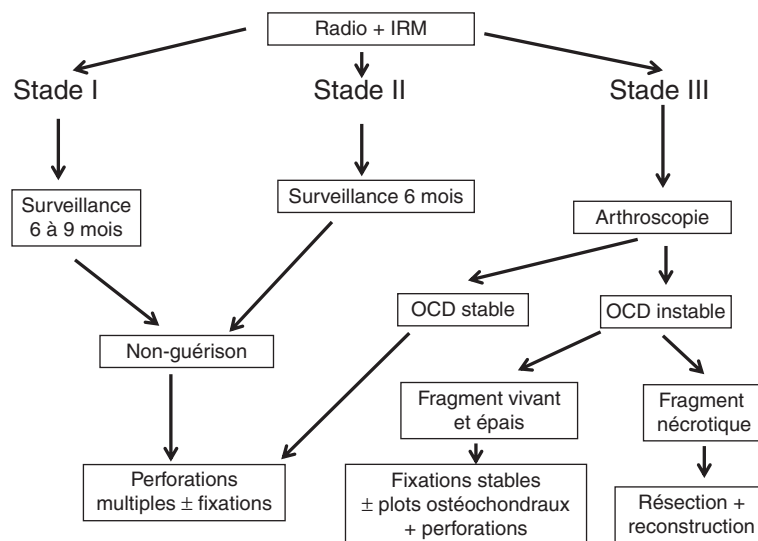 Radio + IRM
Stade I
Stade II
Stade III
Surveillance
6 à 9 mois
Surveillance 6 mois
Arthroscopie
OCD stable
OCD instable
Non-guérison
Fragment vivant
et épais
Fragment
nécrotique
Perforations
multiples ± fixations
Fixations stables
± plots ostéochondraux
+ perforations
Résection +
reconstruction